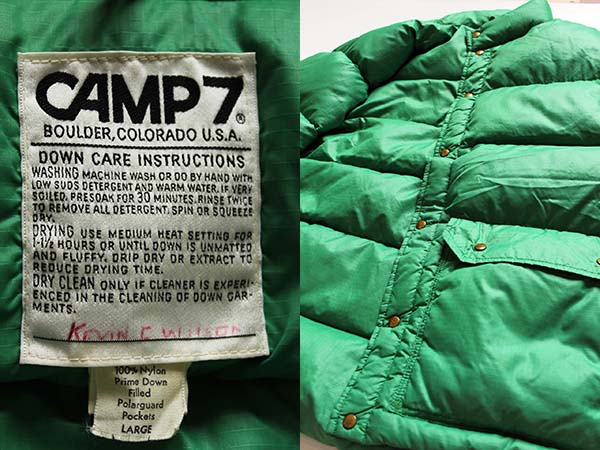 CAMP 7®
BOULDER, COLORADO U.S.A.
DOWN CARE INSTRUCTIONS
WASHING MACHINE WASH OR DO BY HAND WITH
LOW SUDS DETERGENT AND WARM WATER. IF VERY
SOILED, PRESOAK FOR 30 MINUTES. RINSE TWICE
TO REMOVE ALL DETERGENT. SPIN OR SQUEEZE
DRY.
DRYING USE MEDIUM HEAT SETTING FOR
1-1½ HOURS OR UNTIL DOWN IS UNMATTED
AND FLUFFY. DRIP DRY OR EXTRACT TO
REDUCE DRYING TIME.
DRY CLEAN ONLY IF CLEANER IS EXPERI-
ENCED IN THE CLEANING OF DOWN GAR-
MENTS.
KEVIN
100% Nylon
Prime Down
Filled
Polarguard
Pockets
LARGE